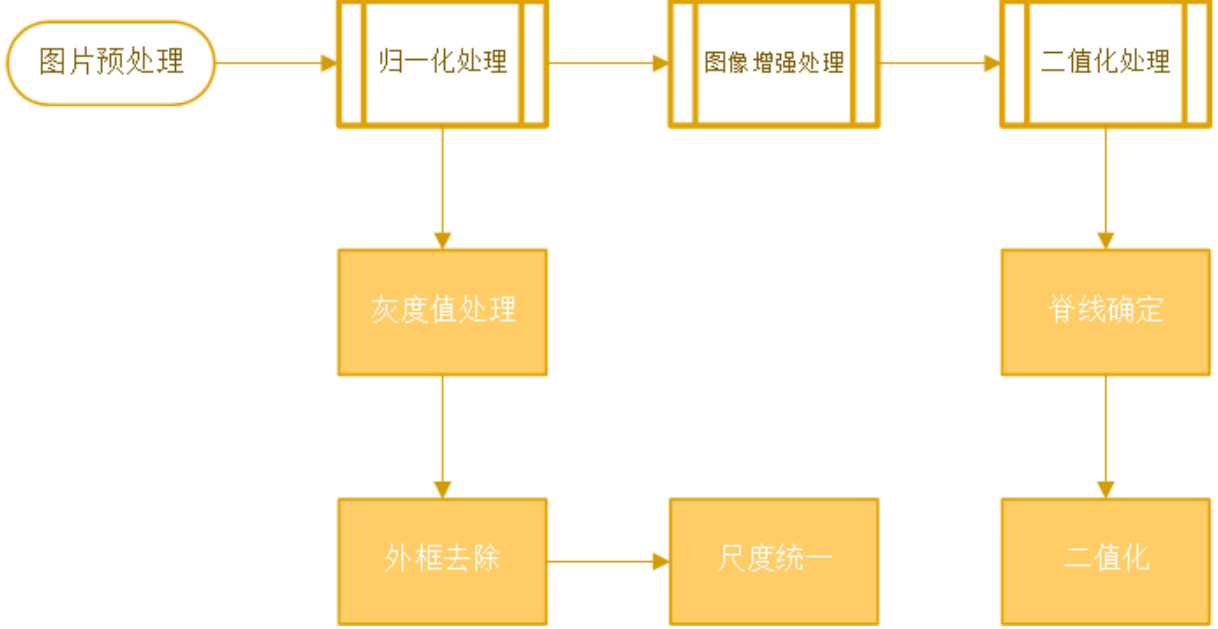 图片预处理
归一化处理
图像增强处理
二值化处理
灰度值处理
脊线确定
外框去除
尺度统一
二值化